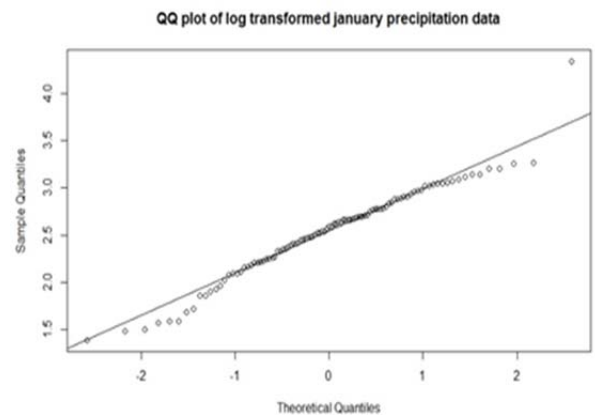 QQ plot of log transformed january precipitation data
Sample Quantiles
4.0
3.5
3.0
2.5
2.0
1.5
-2 -1 0 1 2
Theoretical Quantiles